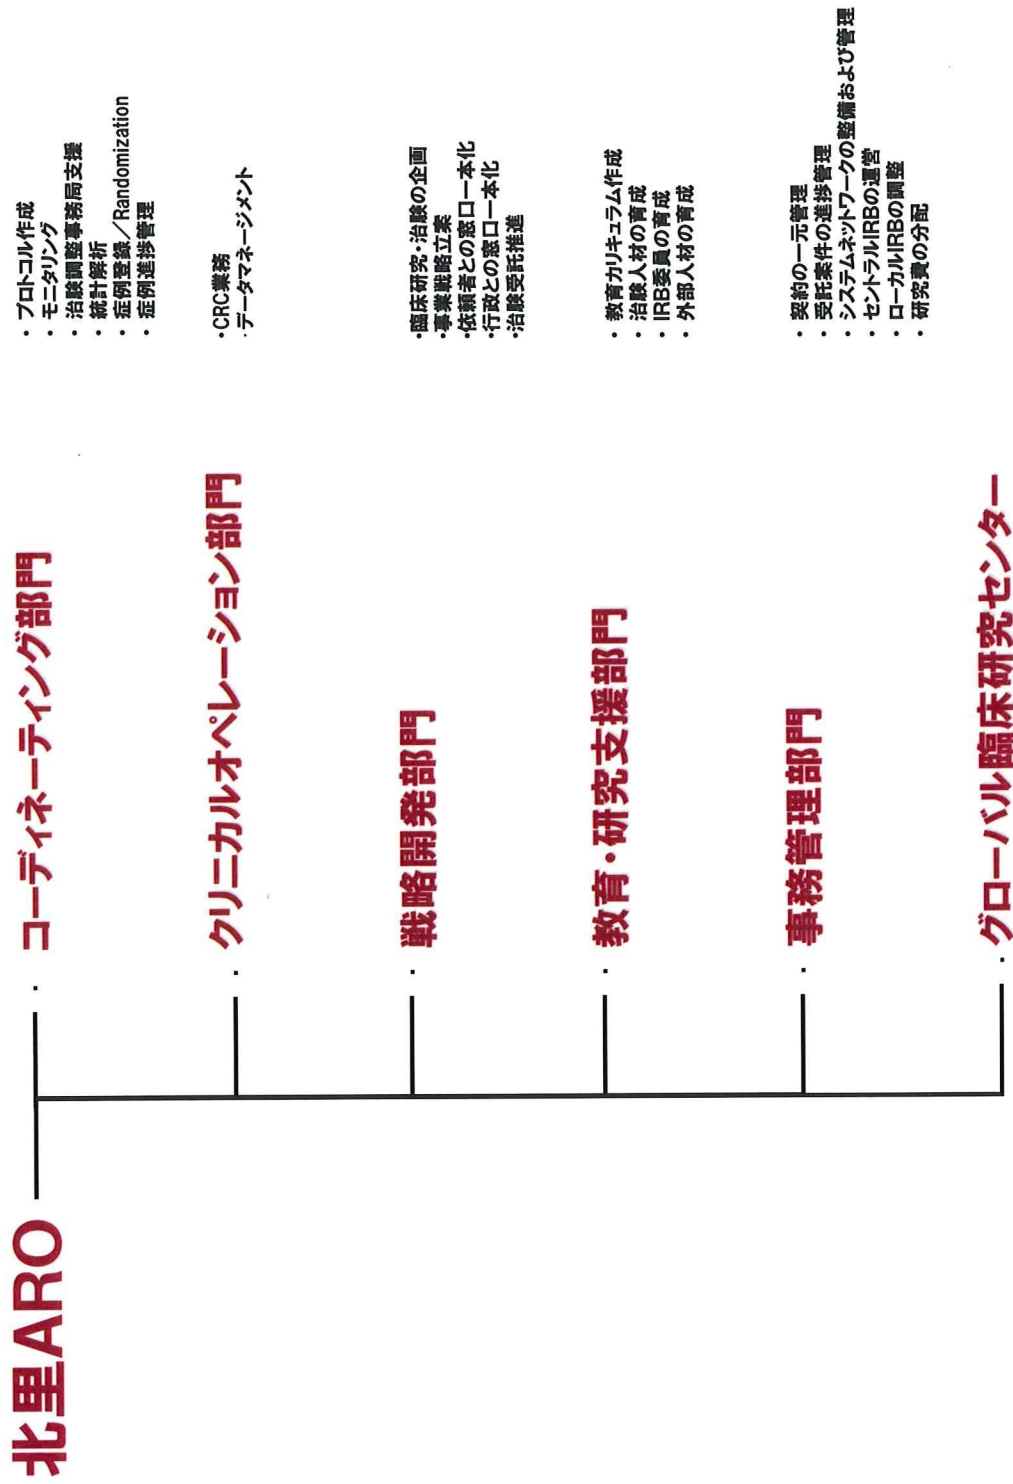 北里ARO
コーディネーティング部門
・プロトコル作成
・モニタリング
・治験調整事務局支援
・統計解析
・症例登録／Randomization
・症例進捗管理
クリニカルオペレーション部門
・CRC業務
・データマネージメント
戦略開発部門
・臨床研究・治験の企画
・事業戦略立案
・依頼者との窓口一本化
・行政との窓口一本化
・治験受託推進
教育・研究支援部門
・教育カリキュラム作成
・治験人材の育成
・IRB委員の育成
・外部人材の育成
事務管理部門
・契約の一元管理
・受託案件の進捗管理
・システムネットワークの整備および管理
・セントラルIRBの運営
・ローカルIRBの調整
・研究費の分配
グローバル臨床研究センター